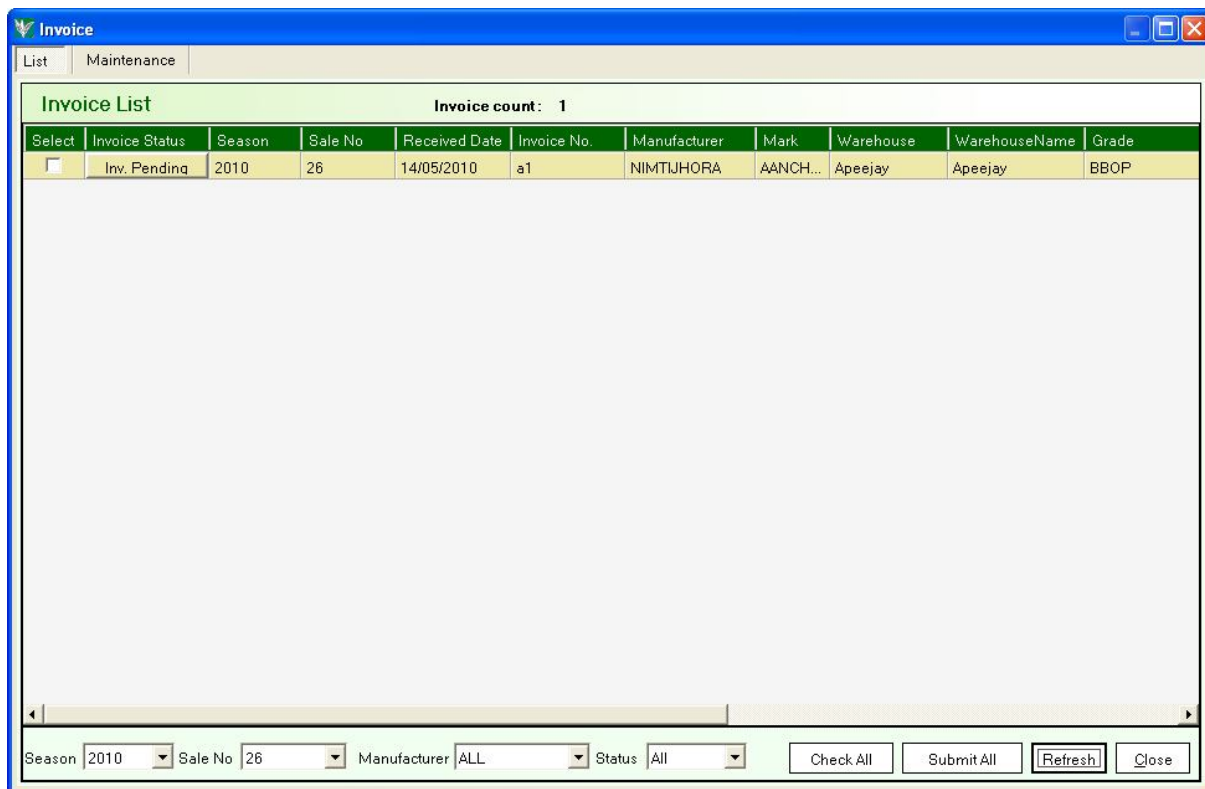 Invoice
List Maintenance
Invoice List Invoice count: 1
Select Invoice Status Season Sale No Received Date Invoice No. Manufacturer Mark Warehouse WarehouseName Grade
Inv. Pending 2010 26 14/05/2010 a1 NIMTIJHORA AANCH... Apeejay Apeejay BBOP
Season 2010 Sale No 26 Manufacturer ALL Status All Check All Submit All Refresh Close